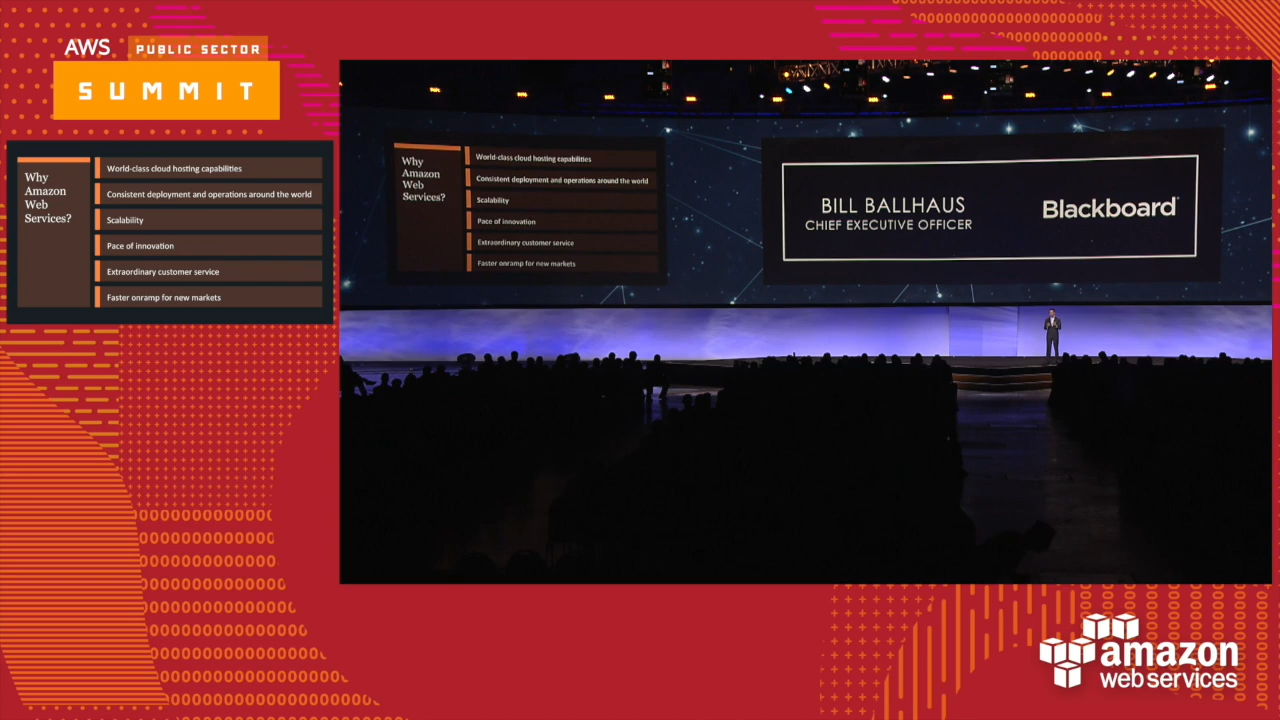 AWS PUBLIC SECTOR
SUMMIT
Why
Amazon
Web
Services?
World-class cloud hosting capabilities
Consistent deployment and operations around the world
Scalability
Pace of innovation
Extraordinary customer service
Faster onramp for new markets
Why
Amazon
Web
Services?
World-class cloud hosting capabilities
Consistent deployment and operations around the world
Scalability
Pace of innovation
Extraordinary customer service
Faster onramp for new markets
BILL BALLHAUS
CHIEF EXECUTIVE OFFICER
Blackboard
amazon
web services